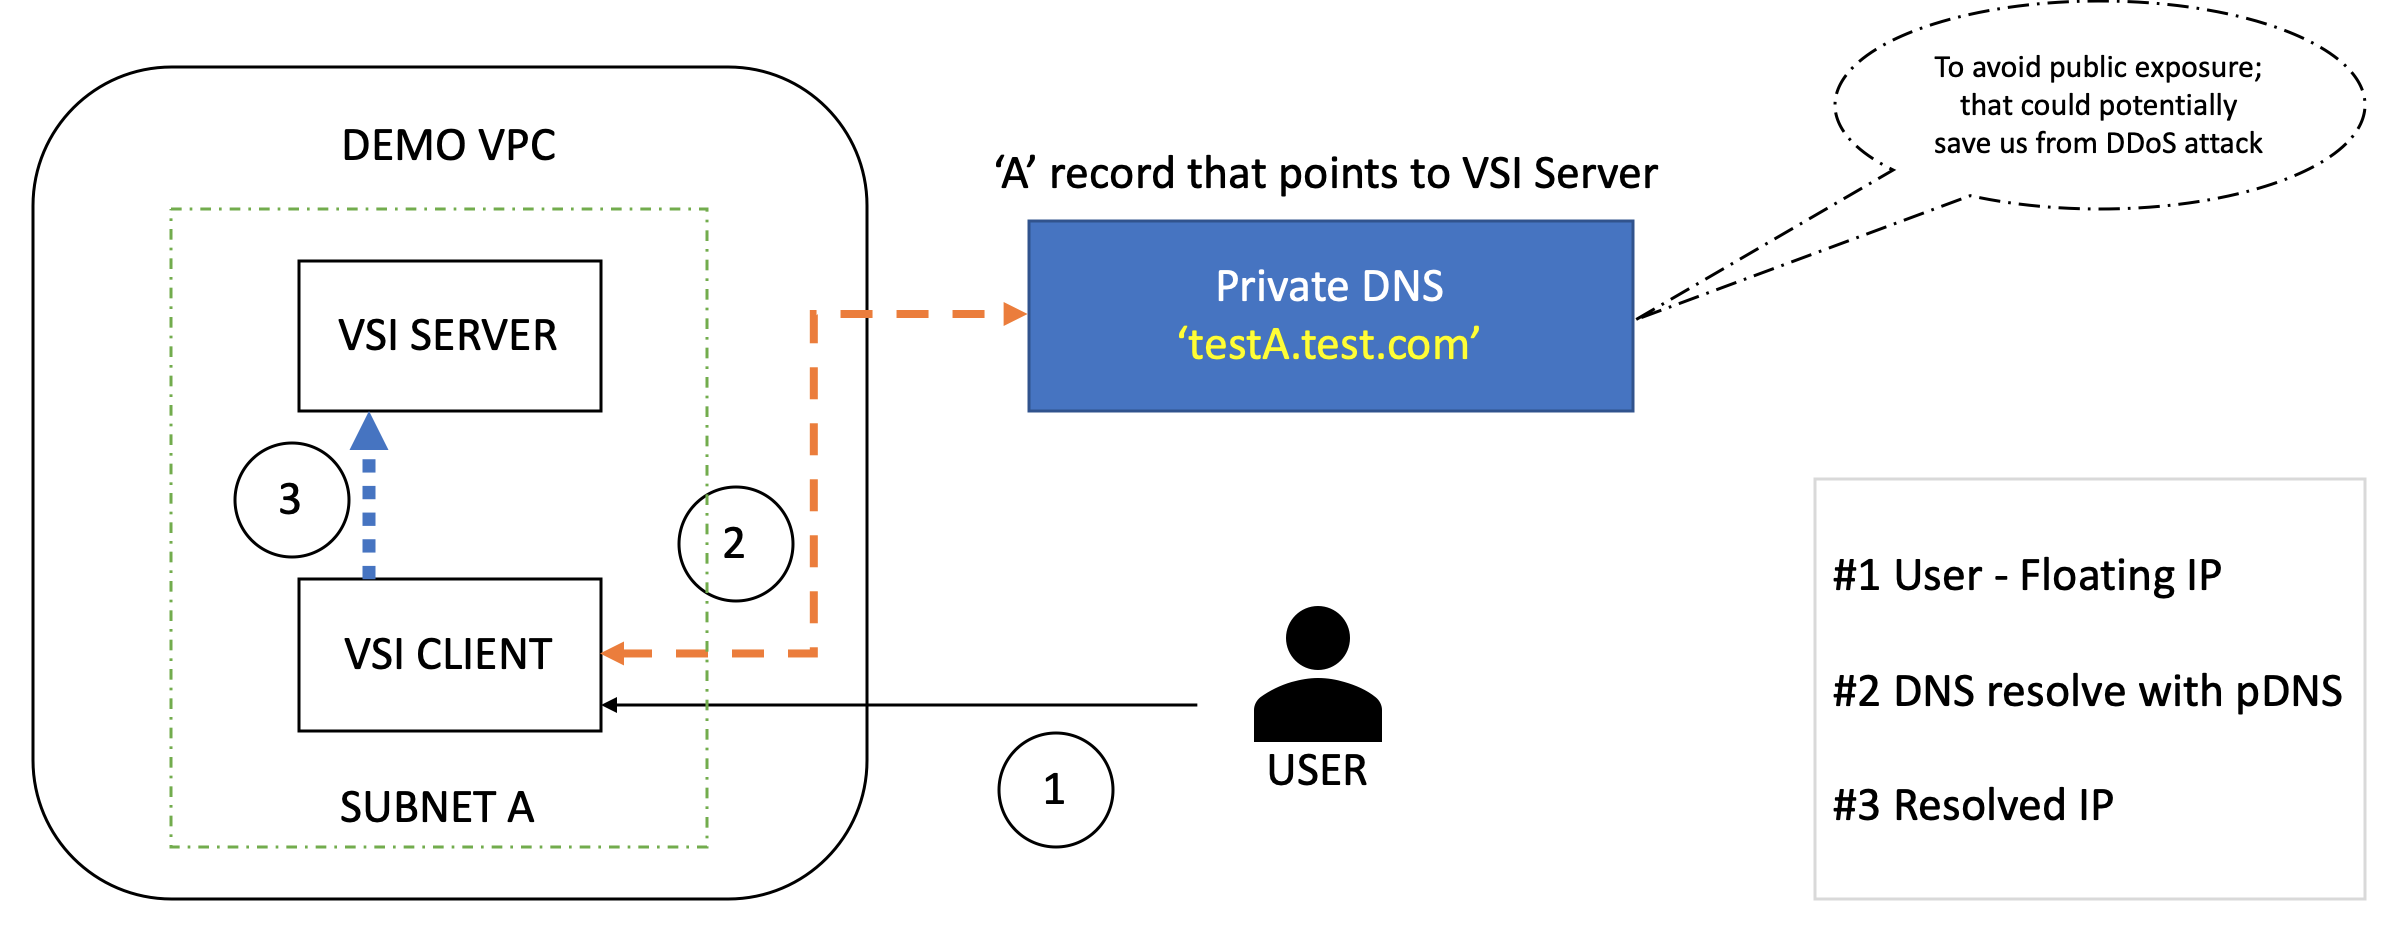 To avoid public exposure;
that could potentially
save us from DDoS attack
DEMO VPC
‘A’ record that points to VSI Server
Private DNS
‘testA.test.com’
VSI SERVER
3
2
VSI CLIENT
1
USER
SUBNET A
#1 User - Floating IP
#2 DNS resolve with pDNS
#3 Resolved IP